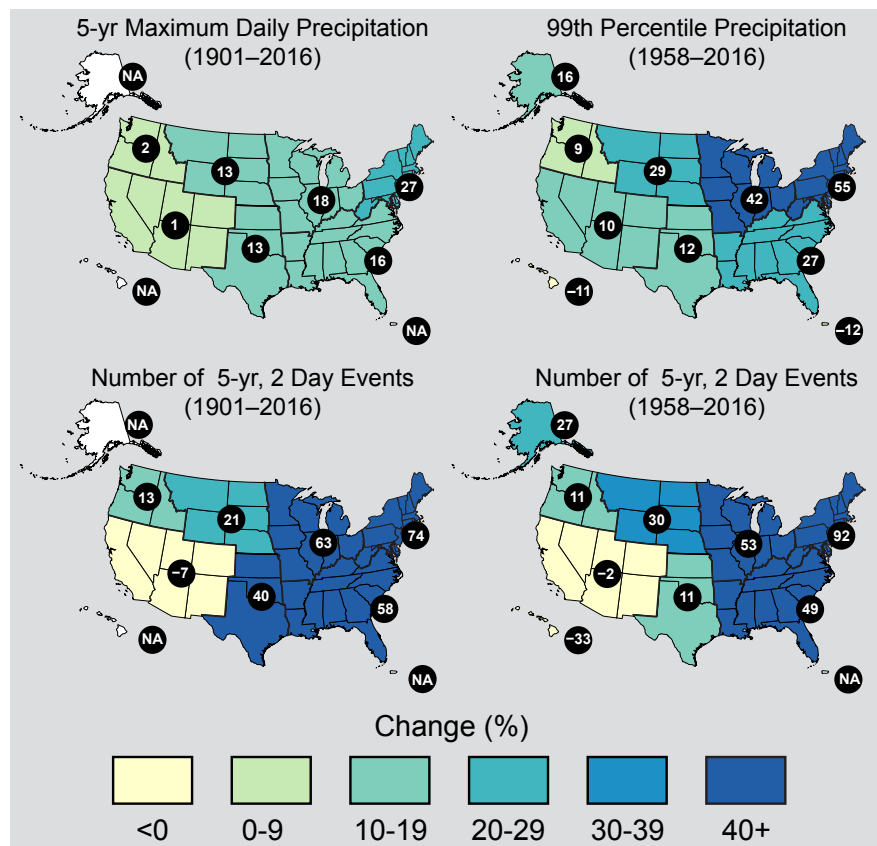 5-yr Maximum Daily Precipitation
(1901–2016)
NA
2
13
18
27
1
13
16
NA
NA
99th Percentile Precipitation
(1958–2016)
16
9
29
42
55
10
12
27
–11
–12
Number of 5-yr, 2 Day Events
(1901–2016)
NA
13
21
63
74
–7
40
58
NA
NA
Number of 5-yr, 2 Day Events
(1958–2016)
27
11
30
53
92
–2
11
49
–33
NA
Change (%)
<0 0-9 10-19 20-29 30-39 40+